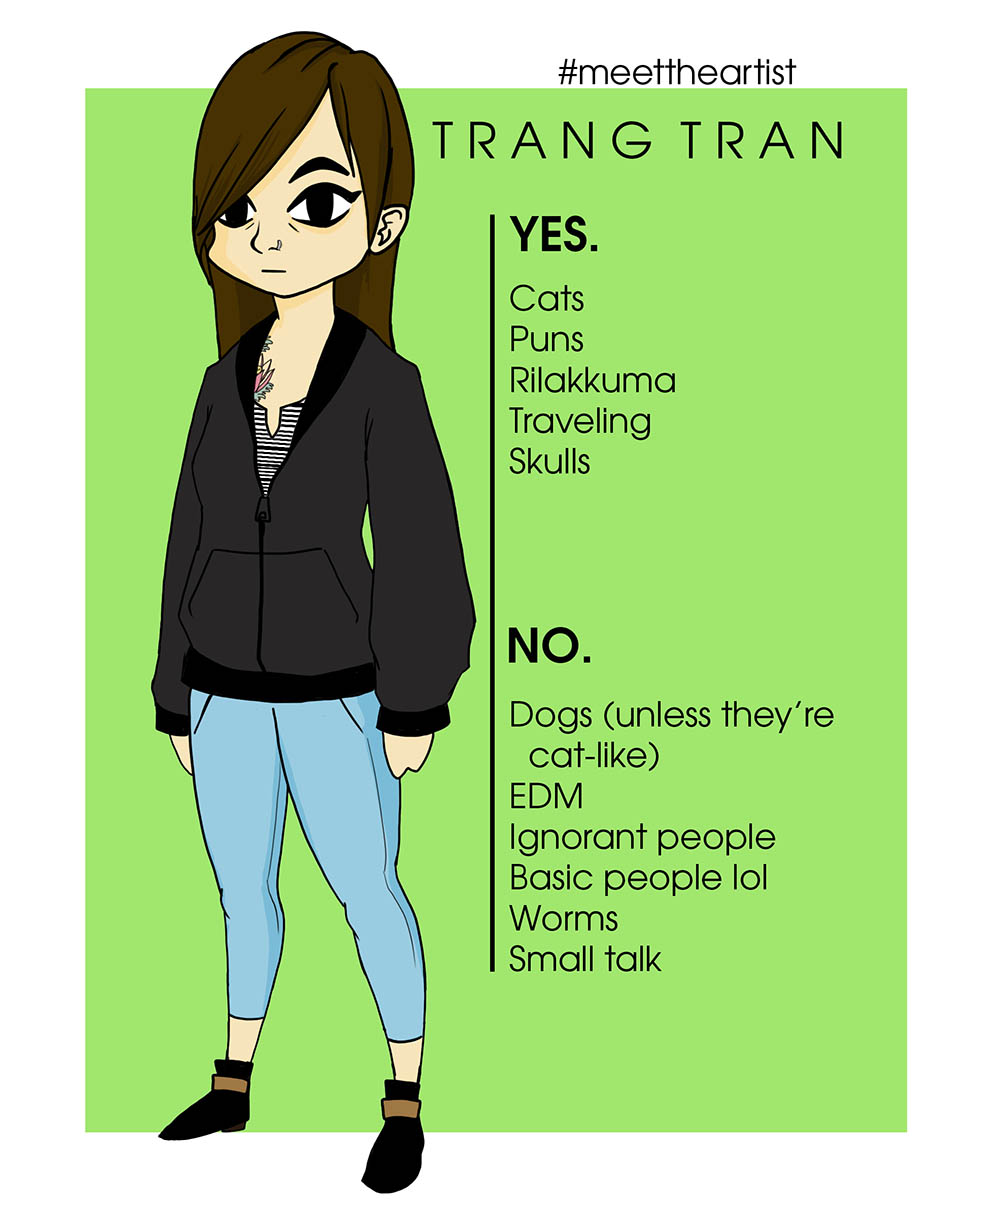 #meettheartist
TRANG TRAN
YES.
Cats
Puns
Rilakkuma
Traveling
Skulls
NO.
Dogs (unless they’re
cat-like)
EDM
Ignorant people
Basic people lol
Worms
Small talk